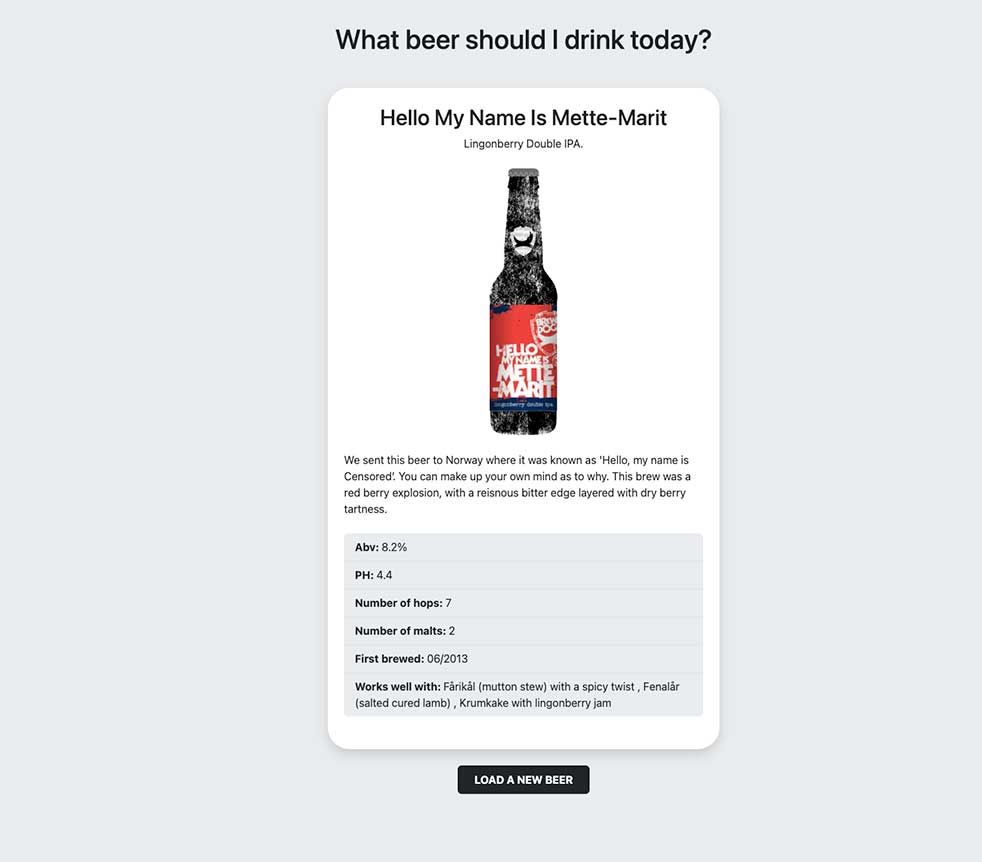 What beer should I drink today?
Hello My Name Is Mette-Marit
Lingonberry Double IPA.
BREW
DOG
HELLO
MY NAME IS
METTE
-MARIT
lingonberry double ipa
We sent this beer to Norway where it was known as 'Hello, my name is
Censored’. You can make up your own mind as to why. This brew was a
red berry explosion, with a reisnous bitter edge layered with dry berry
tartness.
Abv: 8.2%
PH: 4.4
Number of hops: 7
Number of malts: 2
First brewed: 06/2013
Works well with: Fårikål (mutton stew) with a spicy twist , Fenalår
(salted cured lamb) , Krumkake with lingonberry jam
LOAD A NEW BEER